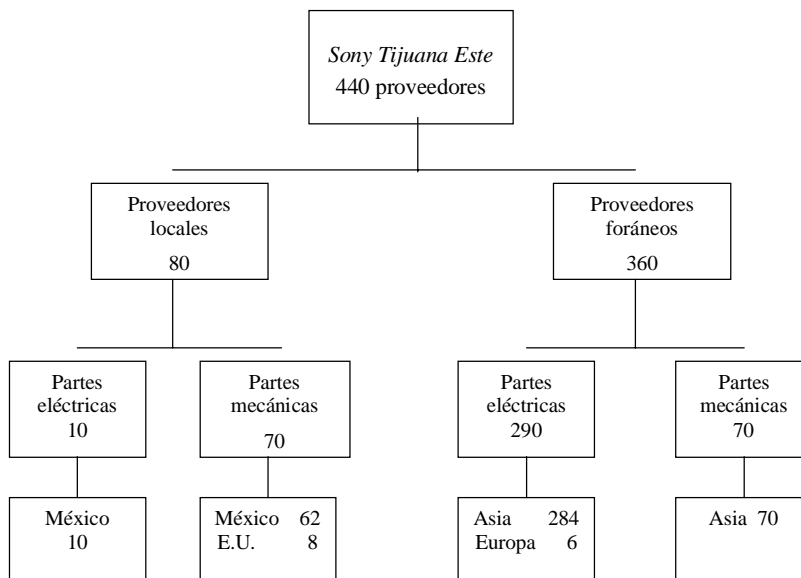 Sony Tijuana Este
440 proveedores
Proveedores
locales
80
Proveedores
foráneos
360
Partes
eléctricas
10
Partes
mecánicas
70
Partes
eléctricas
290
Partes
mecánicas
70
México
10
México 62
E.U. 8
Asia 284
Europa 6
Asia 70